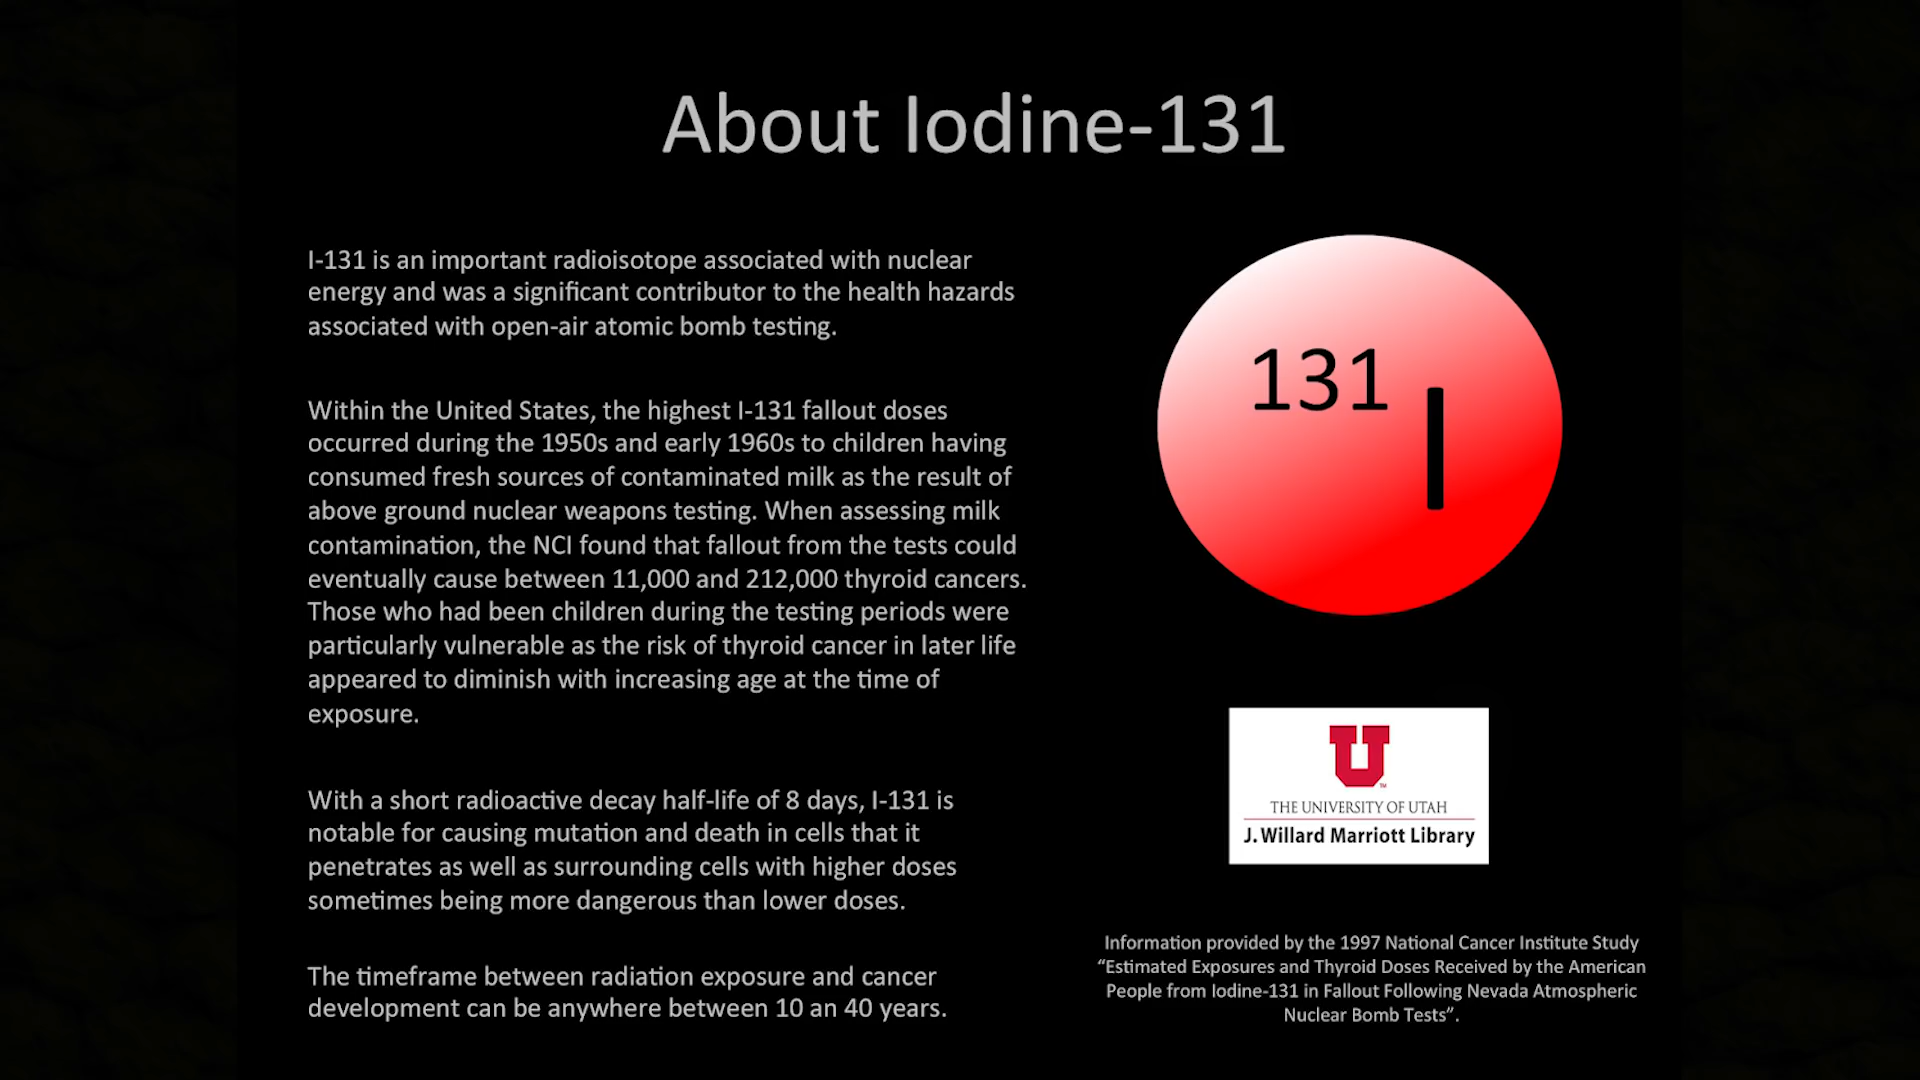 About Iodine-131
I-131 is an important radioisotope associated with nuclear
energy and was a significant contributor to the health hazards
associated with open-air atomic bomb testing.
Within the United States, the highest I-131 fallout doses
occurred during the 1950s and early 1960s to children having
consumed fresh sources of contaminated milk as the result of
above ground nuclear weapons testing. When assessing milk
contamination, the NCI found that fallout from the tests could
eventually cause between 11,000 and 212,000 thyroid cancers.
Those who had been children during the testing periods were
particularly vulnerable as the risk of thyroid cancer in later life
appeared to diminish with increasing age at the time of
exposure.
With a short radioactive decay half-life of 8 days, I-131 is
notable for causing mutation and death in cells that it
penetrates as well as surrounding cells with higher doses
sometimes being more dangerous than lower doses.
The timeframe between radiation exposure and cancer
development can be anywhere between 10 an 40 years.
131 I
U
THE UNIVERSITY OF UTAH
J. Willard Marriott Library
Information provided by the 1997 National Cancer Institute Study
“Estimated Exposures and Thyroid Doses Received by the American
People from Iodine-131 in Fallout Following Nevada Atmospheric
Nuclear Bomb Tests”.